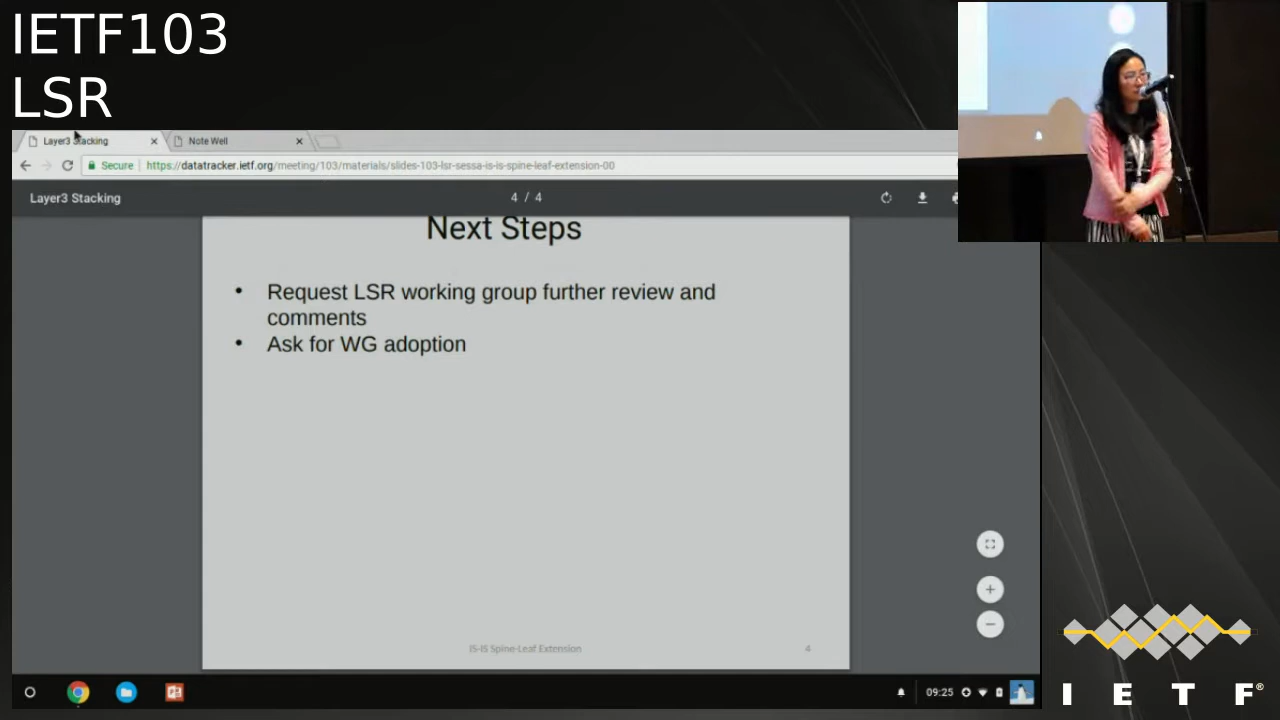 IETF103
LSR
Layer3 Stacking
Note Well
Secure
https://datatracker.ietf.org/meeting/103/materials/slides-103-lsr-sessa-is-is-spine-leaf-extension-00
Layer3 Stacking
4 / 4
Next Steps
• Request LSR working group further review and
comments
• Ask for WG adoption
IS-IS Spine-Leaf Extension
4
09:25
I E T F®